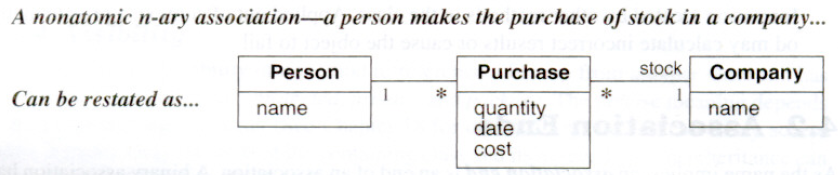 A nonatomic n-ary association—a person makes the purchase of stock in a company...
Can be restated as...
Person
name
1
*
Purchase
quantity
date
cost
*
stock
1
Company
name